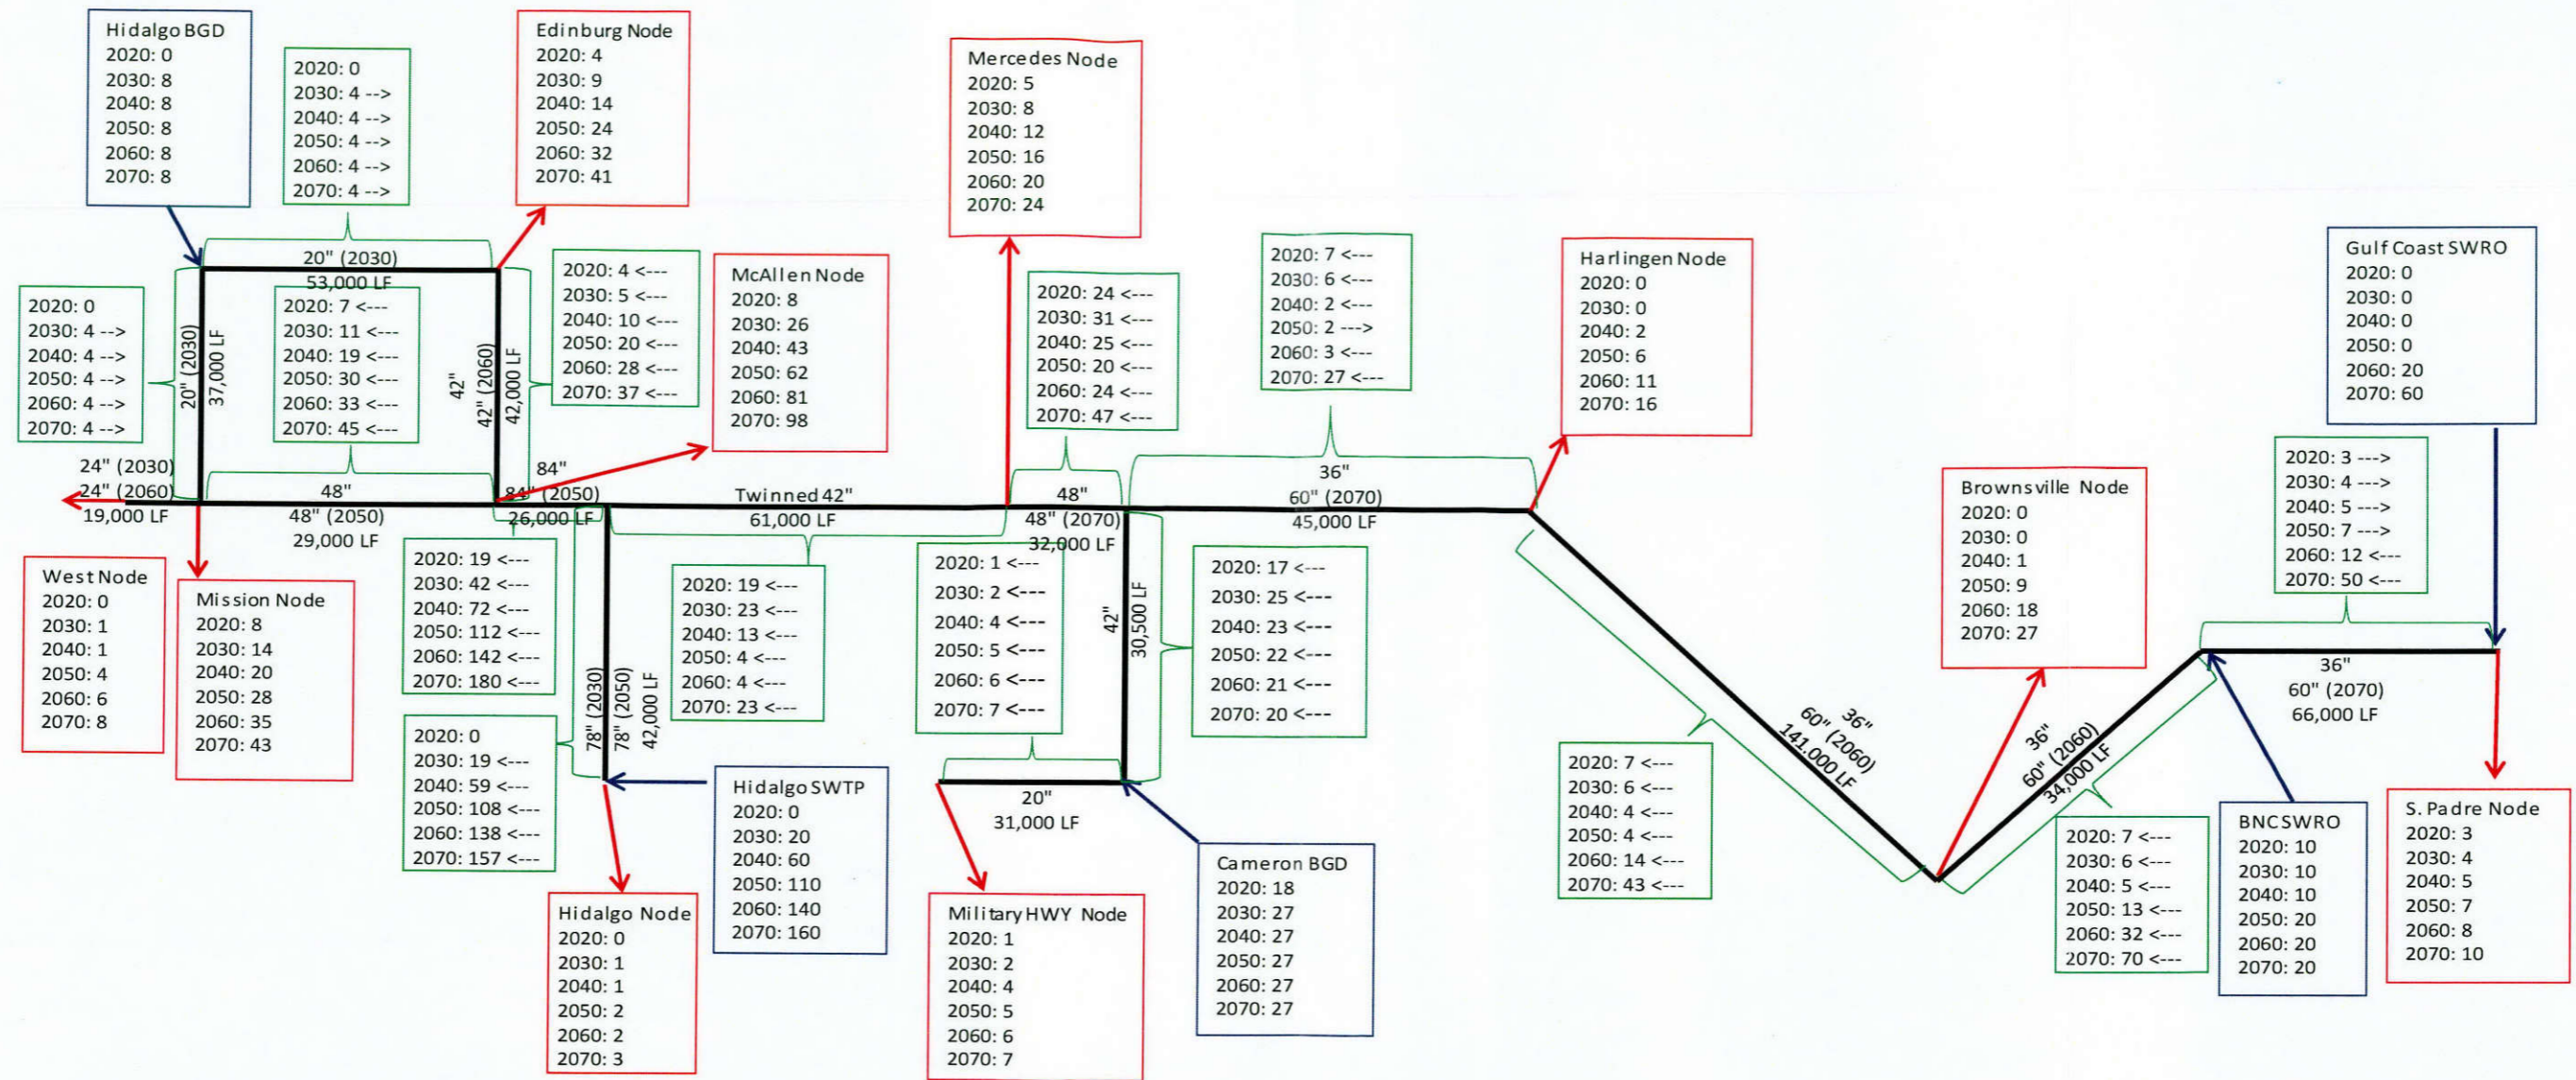 Hidalgo BGD
2020: 0
2030: 8
2040: 8
2050: 8
2060: 8
2070: 8
2020: 0
2030: 4 -->
2040: 4 -->
2050: 4 -->
2060: 4 -->
2070: 4 -->
Edinburg Node
2020: 4
2030: 9
2040: 14
2050: 24
2060: 32
2070: 41
Mercedes Node
2020: 5
2030: 8
2040: 12
2050: 16
2060: 20
2070: 24
20" (2030)
53,000 LF
2020: 0
2030: 4 -->
2040: 4 -->
2050: 4 -->
2060: 4 -->
2070: 4 -->
20" (2030)
37,000 LF
2020: 7 <---
2030: 11 <---
2040: 19 <---
2050: 30 <---
2060: 33 <---
2070: 45 <---
42"
42" (2060)
42,000 LF
2020: 4 <---
2030: 5 <---
2040: 10 <---
2050: 20 <---
2060: 28 <---
2070: 37 <---
McAllen Node
2020: 8
2030: 26
2040: 43
2050: 62
2060: 81
2070: 98
2020: 24 <---
2030: 31 <---
2040: 25 <---
2050: 20 <---
2060: 24 <---
2070: 47 <---
2020: 7 <---
2030: 6 <---
2040: 2 <---
2050: 2 --->
2060: 3 <---
2070: 27 <---
Harlingen Node
2020: 0
2030: 0
2040: 2
2050: 6
2060: 11
2070: 16
Gulf Coast SWRO
2020: 0
2030: 0
2040: 0
2050: 0
2060: 20
2070: 60
24" (2030)
24" (2060)
19,000 LF
48"
48" (2050)
29,000 LF
84"
84" (2050)
26,000 LF
Twinned 42"
61,000 LF
48"
48" (2070)
32,000 LF
36"
60" (2070)
45,000 LF
West Node
2020: 0
2030: 1
2040: 1
2050: 4
2060: 6
2070: 8
Mission Node
2020: 8
2030: 14
2040: 20
2050: 28
2060: 35
2070: 43
2020: 19 <---
2030: 42 <---
2040: 72 <---
2050: 112 <---
2060: 142 <---
2070: 180 <---
2020: 0
2030: 19 <---
2040: 59 <---
2050: 108 <---
2060: 138 <---
2070: 157 <---
78" (2030)
78" (2050)
42,000 LF
2020: 19 <---
2030: 23 <---
2040: 13 <---
2050: 4 <---
2060: 4 <---
2070: 23 <---
2020: 1 <---
2030: 2 <---
2040: 4 <---
2050: 5 <---
2060: 6 <---
2070: 7 <---
42"
30,500 LF
2020: 17 <---
2030: 25 <---
2040: 23 <---
2050: 22 <---
2060: 21 <---
2070: 20 <---
20"
31,000 LF
Hidalgo Node
2020: 0
2030: 1
2040: 1
2050: 2
2060: 2
2070: 3
Hidalgo SWTP
2020: 0
2030: 20
2040: 60
2050: 110
2060: 140
2070: 160
Military HWY Node
2020: 1
2030: 2
2040: 4
2050: 5
2060: 6
2070: 7
Cameron BGD
2020: 18
2030: 27
2040: 27
2050: 27
2060: 27
2070: 27
36"
60" (2060)
141.000 LF
2020: 7 <---
2030: 6 <---
2040: 4 <---
2050: 4 <---
2060: 14 <---
2070: 43 <---
Brownsville Node
2020: 0
2030: 0
2040: 1
2050: 9
2060: 18
2070: 27
36"
60" (2060)
34,000 LF
2020: 7 <---
2030: 6 <---
2040: 5 <---
2050: 13 <---
2060: 32 <---
2070: 70 <---
2020: 3 --->
2030: 4 --->
2040: 5 --->
2050: 7 --->
2060: 12 <---
2070: 50 <---
36"
60" (2070)
66,000 LF
BNC SWRO
2020: 10
2030: 10
2040: 10
2050: 20
2060: 20
2070: 20
S. Padre Node
2020: 3
2030: 4
2040: 5
2050: 7
2060: 8
2070: 10